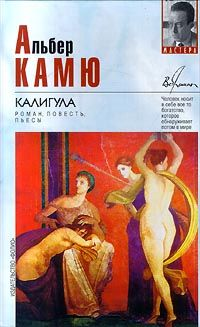 Альбер
КАМЮ
МАСТЕРА
КАЛИГУЛА
РОМАН, ПОВЕСТЬ,
ПЬЕСЫ
Человек носит
в себе все то
богатство,
которое
обнаруживает
потом в мире
ИЗДАТЕЛЬСТВО «ФОЛИО»